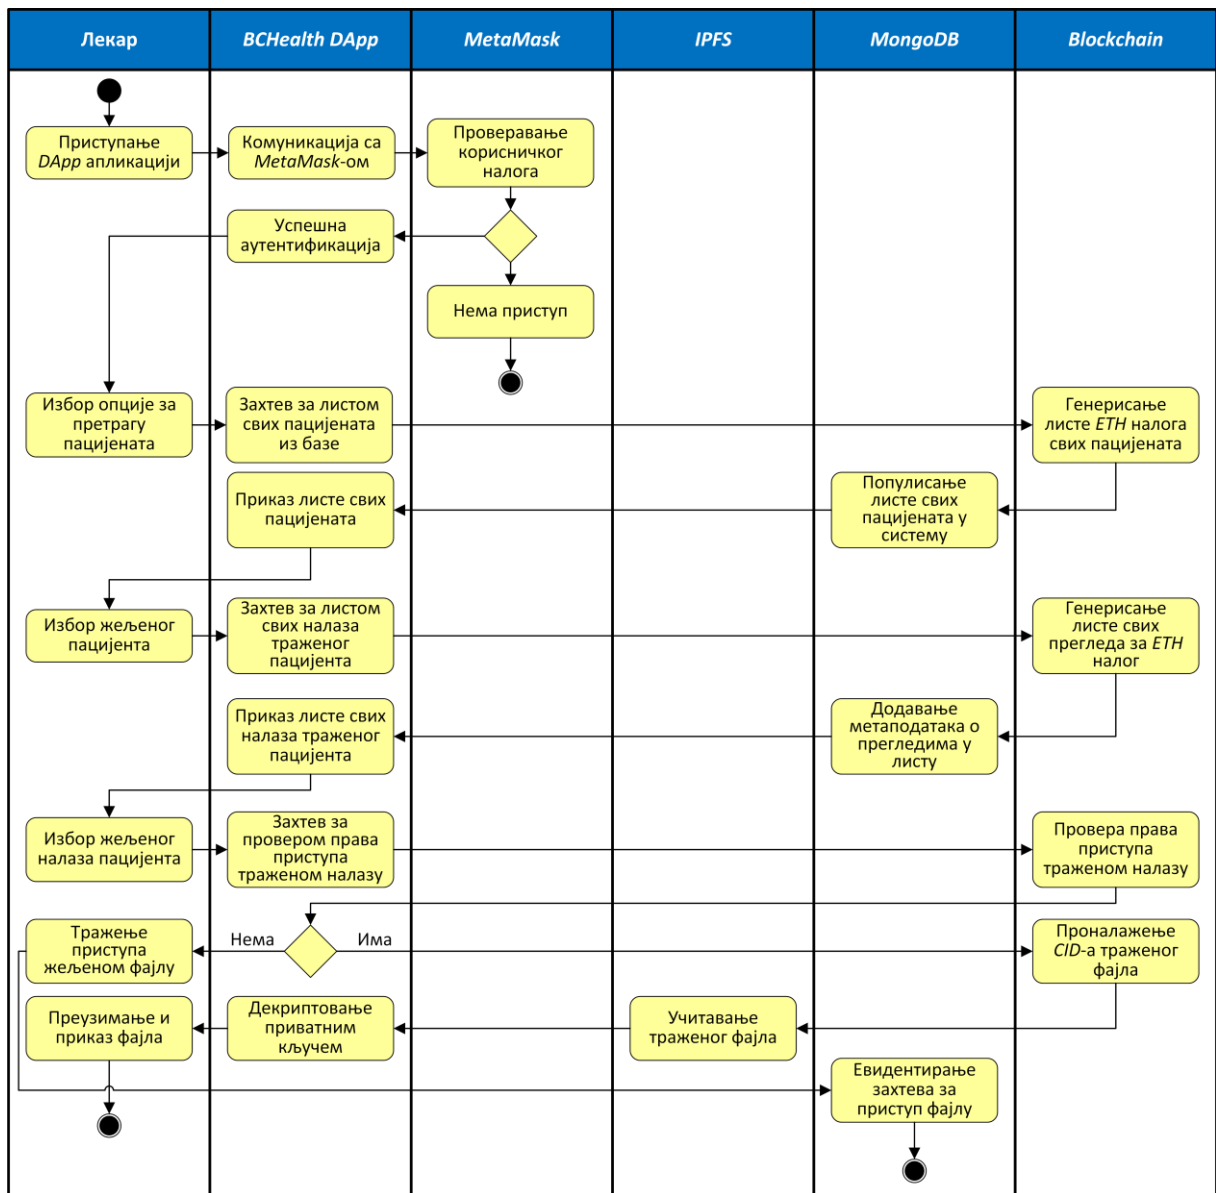 Лекар
BCHealth DApp
MetaMask
IPFS
MongoDB
Blockchain
Приступање
DApp апликацији
Комуникација са
MetaMask-ом
Проверавање
корисничког
налога
Успешна
аутентификација
Нема приступ
Избор опције за
претрагу
пацијената
Захтев за листом
свих пацијената
из базе
Генерисање
листе ETH налога
свих пацијената
Приказ листе свих
пацијената
Популисање
листе свих
пацијената у
систему
Избор жељеног
пацијента
Захтев за листом
свих налаза
траженог
пацијента
Генерисање
листе свих
прегледа за ETH
налог
Приказ листе свих
налаза траженог
пацијента
Додавање
метаподатака о
прегледима у
листу
Избор жељеног
налаза пацијента
Захтев за
провером права
приступа
траженом налазу
Провера права
приступа
траженом налазу
Тражење
приступа
жељеном фајлу
Нема
Има
Проналажење
CID-а траженог
фајла
Преузимање и
приказ фајла
Декриптовање
приватним
кључем
Учитавање
траженог фајла
Евидентирање
захтева за
приступ фајлу